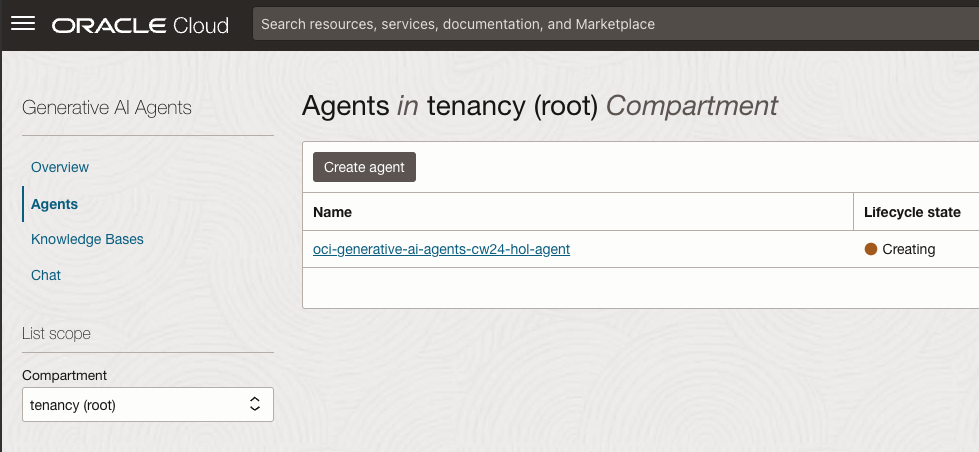 ORACLE Cloud
Search resources, services, documentation, and Marketplace
Generative AI Agents
Overview
Agents
Knowledge Bases
Chat
List scope
Compartment
tenancy (root)
Agents in tenancy (root) Compartment
Create agent
Name Lifecycle state
oci-generative-ai-agents-cw24-hol-agent Creating